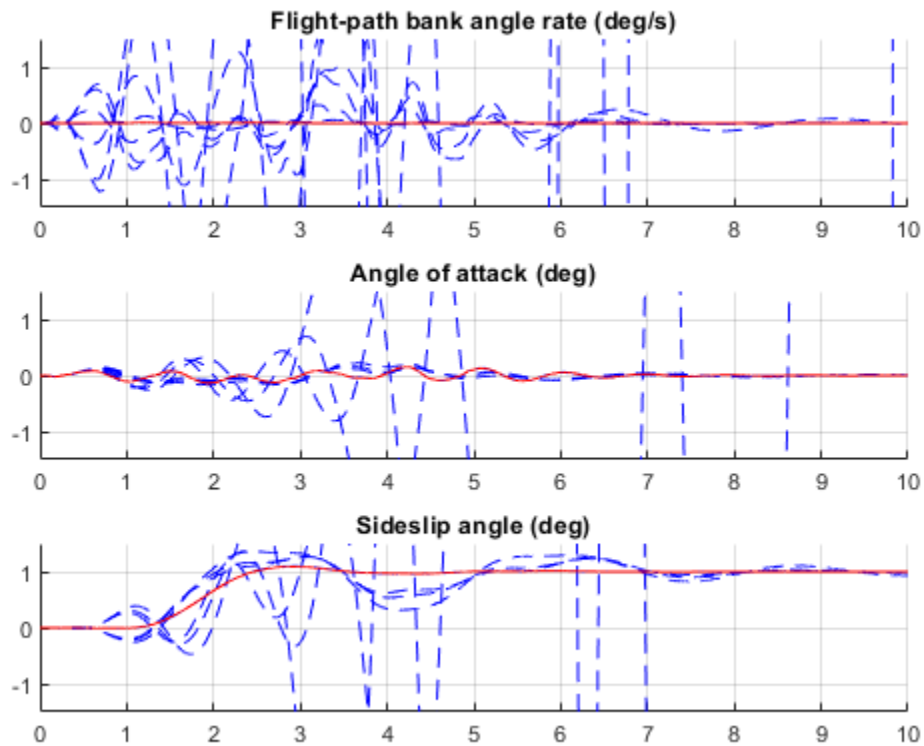 Flight-path bank angle rate (deg/s)
1
0
-1
0 1 2 3 4 5 6 7 8 9 10
Angle of attack (deg)
1
0
-1
0 1 2 3 4 5 6 7 8 9 10
Sideslip angle (deg)
1
0
-1
0 1 2 3 4 5 6 7 8 9 10